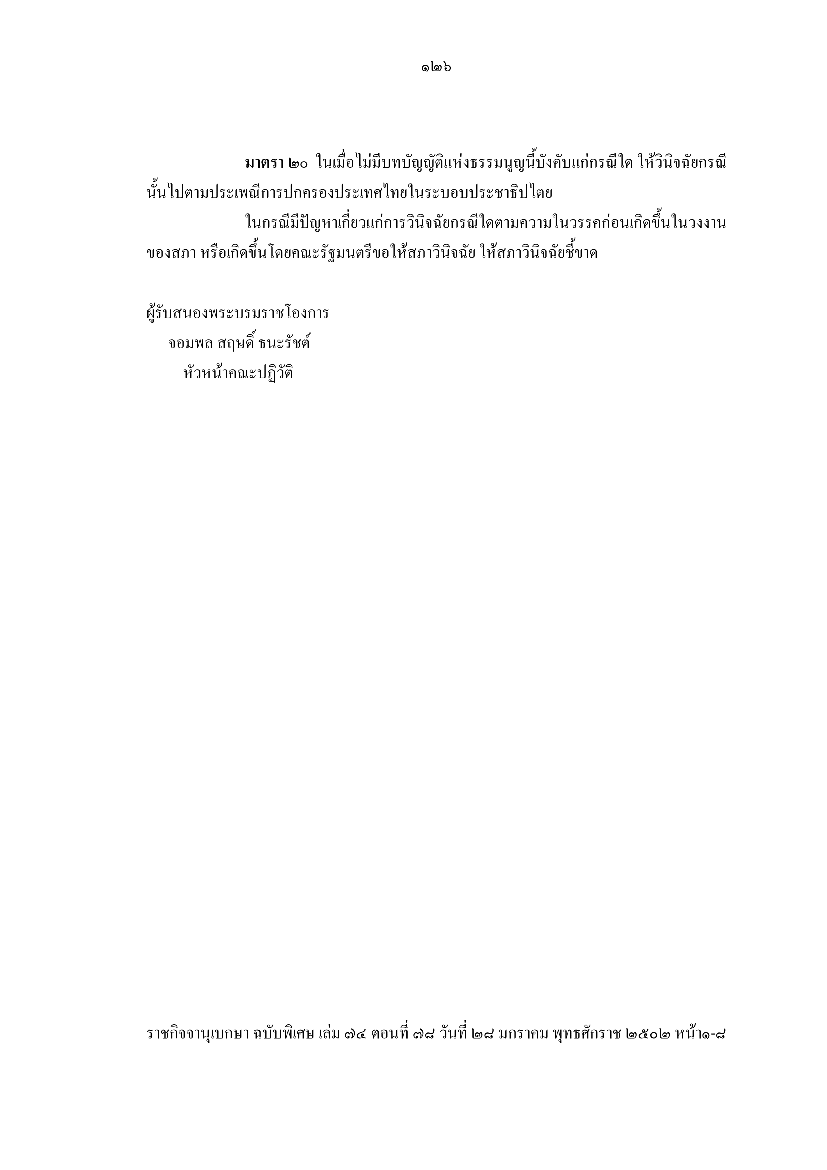 ๑๒๖
มาตรา ๒๐ ในเมื่อไม่มีบทบัญญัติแห่งธรรมนูญนี้บังคับแก่กรณีใด ให้วินิจฉัยกรณี
นั้นไปตามประเพณีการปกครองประเทศไทยในระบอบประชาธิปไตย
ในกรณีมีปัญหาเกี่ยวแก่การวินิจฉัยกรณีใดตามความในวรรคก่อนเกิดขึ้นในวงงาน
ของสภา หรือเกิดขึ้นโดยคณะรัฐมนตรีขอให้สภาวินิจฉัย ให้สภาวินิจฉัยชี้ขาด
ผู้รับสนองพระบรมราชโองการ
จอมพล สฤษดิ์ ธนะรัชต์
หัวหน้าคณะปฏิวัติ
ราชกิจจานุเบกษา ฉบับพิเศษ เล่ม ๗๔ ตอนที่ ๗๘ วันที่ ๒๘ มกราคม พุทธศักราช ๒๕๐๒ หน้า๑-๘